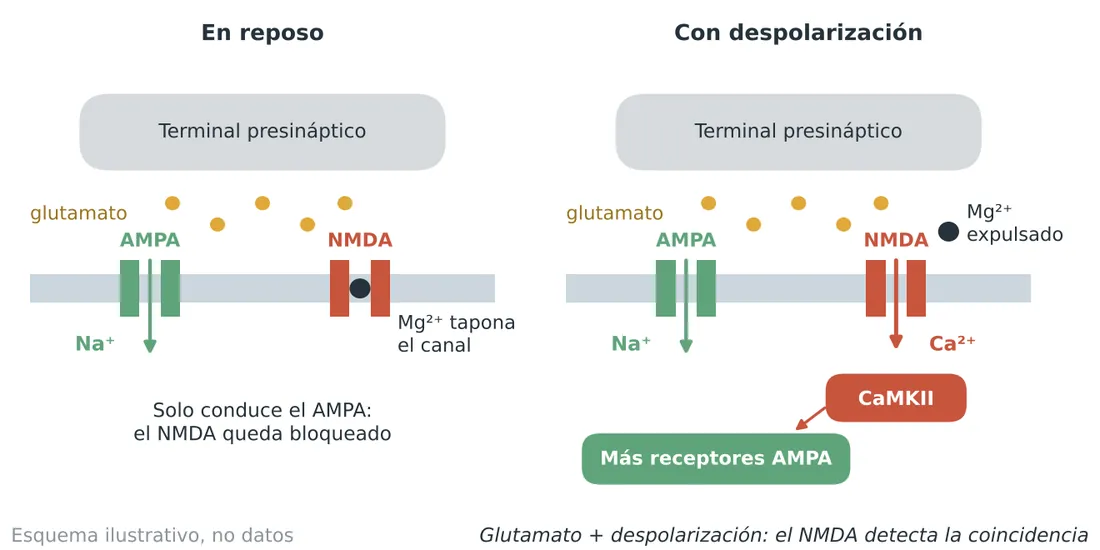 En reposo
Terminal presináptico
glutamato
AMPA
NMDA
Na⁺
Mg²⁺ tapona
el canal
Solo conduce el AMPA:
el NMDA queda bloqueado
Con despolarización
Terminal presináptico
glutamato
AMPA
NMDA
Mg²⁺
expulsado
Na⁺
Ca²⁺
CaMKII
Más receptores AMPA
Esquema ilustrativo, no datos
Glutamato + despolarización: el NMDA detecta la coincidencia